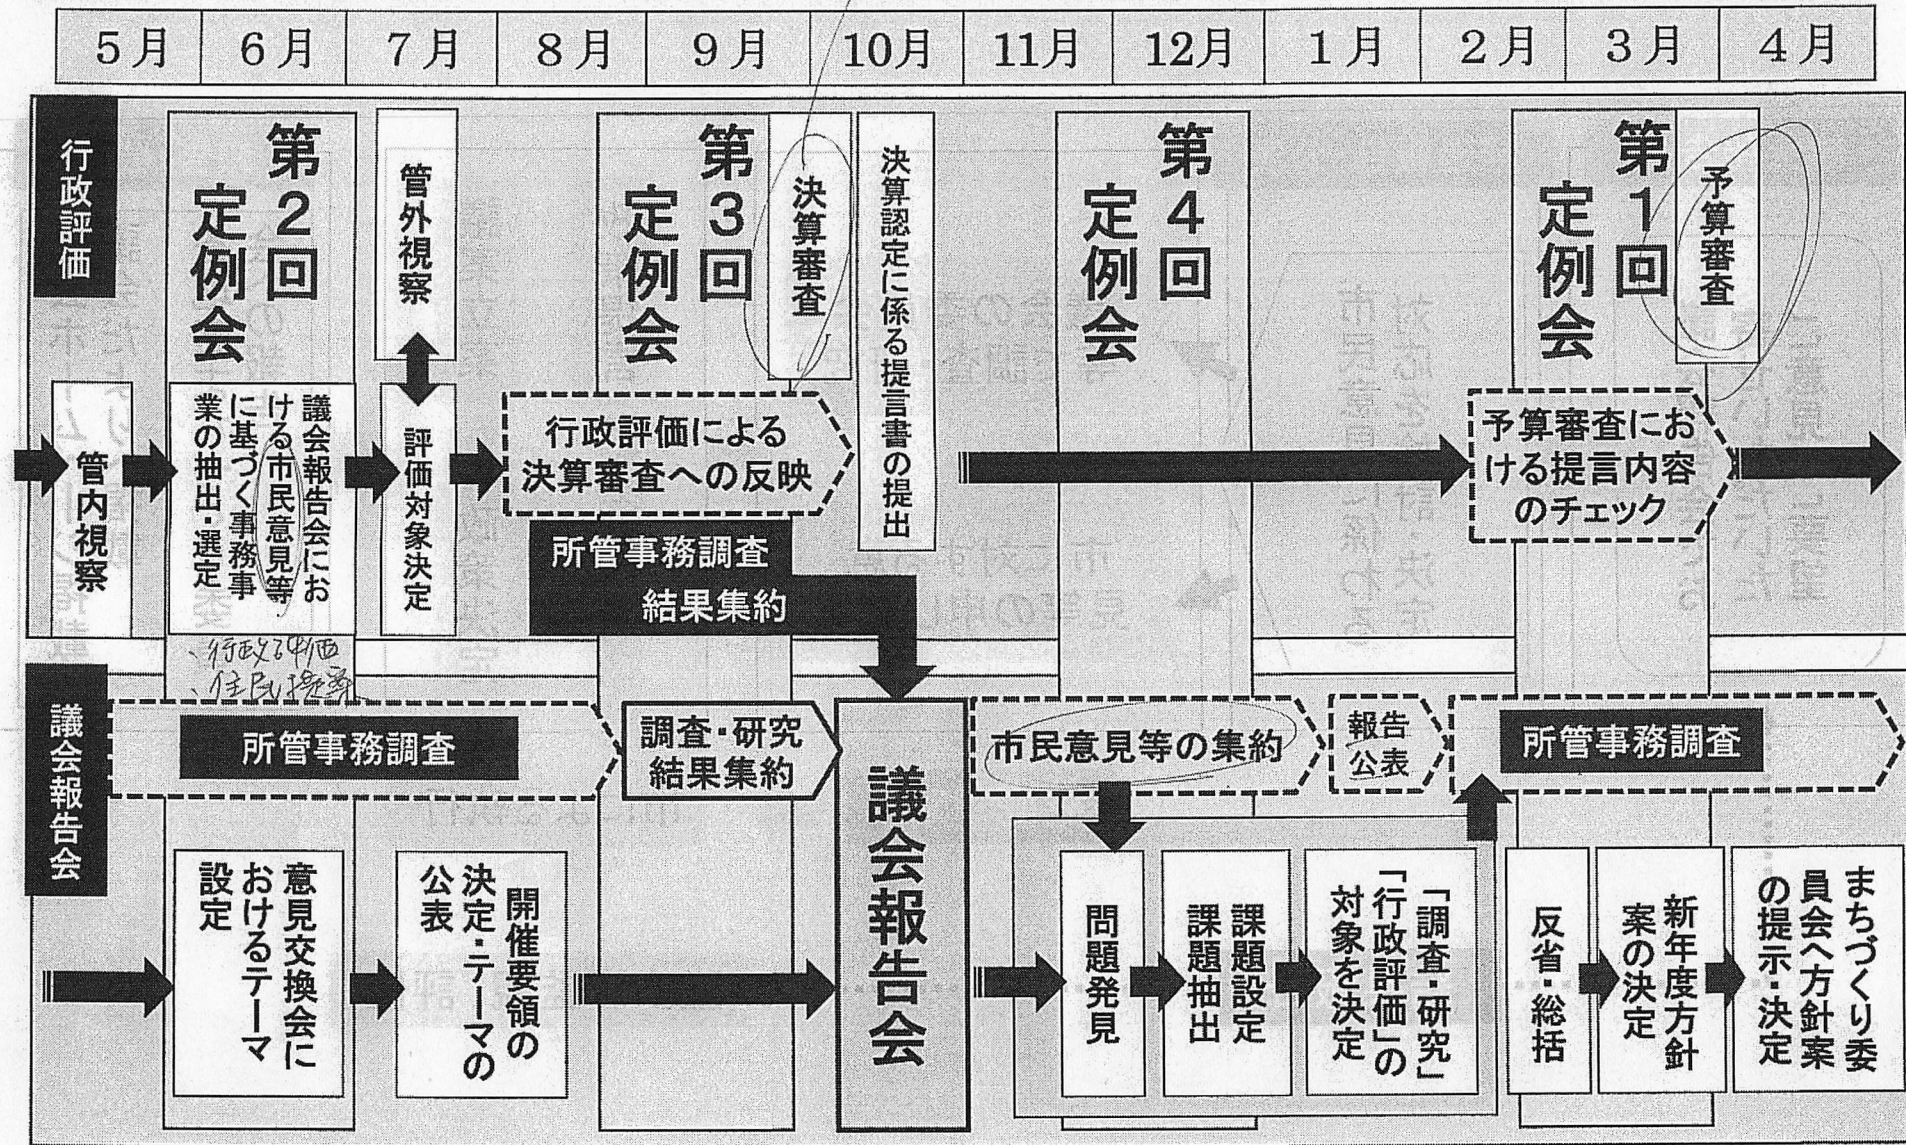 5月 6月 7月 8月 9月 10月 11月 12月 1月 2月 3月 4月
行政評価
管内視察
第2回
定例会
議会報告会にお
ける市民意見等
に基づく事務事
業の抽出・選定
管外視察
評価対象決定
第3回
定例会
決算審査
行政評価による
決算審査への反映
所管事務調査
結果集約
決算認定に係る提言書の提出
第4回
定例会
第1回
定例会
予算審査
予算審査にお
ける提言内容
のチェック
・行政評価
・住民提案
議会報告会
所管事務調査
調査・研究
結果集約
議会報告会
市民意見等の集約
報告
公表
所管事務調査
意見交換会に
おけるテーマ
設定
開催要領の
決定・テーマの
公表
問題発見
課題設定
課題抽出
「調査・研究」
「行政評価」の
対象を決定
反省・総括
新年度方針
案の決定
まちづくり委
員会へ方針案
の提示・決定